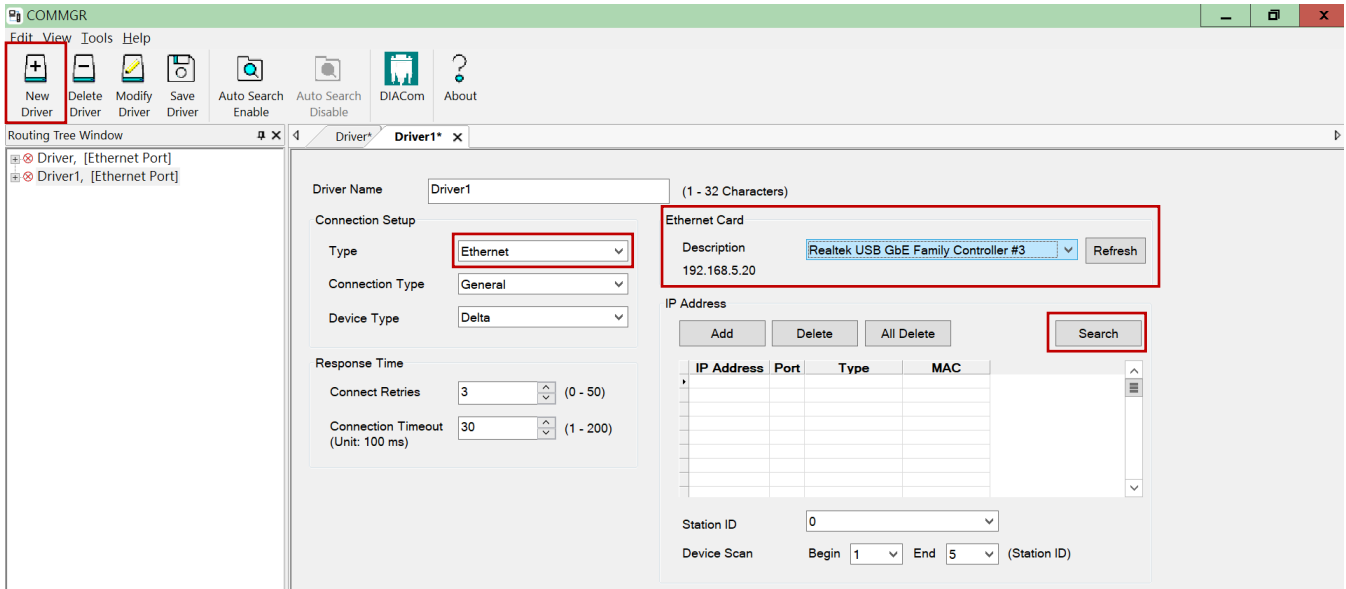 COMMGR
Edit View Tools Help
New Driver
Delete Driver
Modify Driver
Save Driver
Auto Search Enable
Auto Search Disable
DIACom
About
Routing Tree Window
Driver* Driver1*
Driver, [Ethernet Port]
Driver1, [Ethernet Port]
Driver Name Driver1 (1 - 32 Characters)
Connection Setup
Type Ethernet
Connection Type General
Device Type Delta
Response Time
Connect Retries 3 (0 - 50)
Connection Timeout 30 (1 - 200)
(Unit: 100 ms)
Ethernet Card
Description Realtek USB GbE Family Controller #3 Refresh
192.168.5.20
IP Address
Add Delete All Delete Search
IP Address Port Type MAC
Station ID 0
Device Scan Begin 1 End 5 (Station ID)